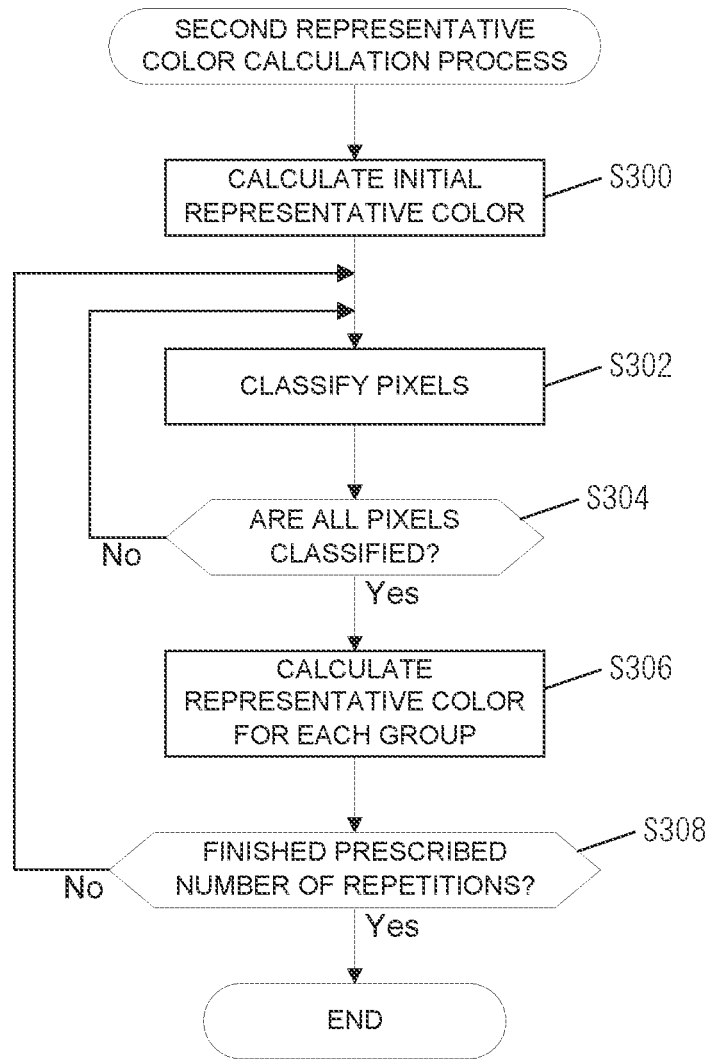 SECOND REPRESENTATIVE
COLOR CALCULATION PROCESS
CALCULATE INITIAL
REPRESENTATIVE COLOR
S300
CLASSIFY PIXELS
S302
ARE ALL PIXELS
CLASSIFIED?
S304
No
Yes
CALCULATE
REPRESENTATIVE COLOR
FOR EACH GROUP
S306
FINISHED PRESCRIBED
NUMBER OF REPETITIONS?
S308
No
Yes
END